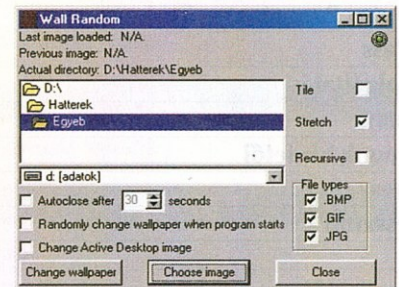 Wall Random
Last image loaded: N/A.
Previous image: N/A.
Actual directory: D:\Hatterek\Egyeb
D:\
Hatterek
Egyeb
d: [adatok]
Tile
Stretch
Recursive
File types
.BMP
.GIF
.JPG
Autoclose after 30 seconds
Randomly change wallpaper when program starts
Change Active Desktop image
Change wallpaper
Choose image
Close